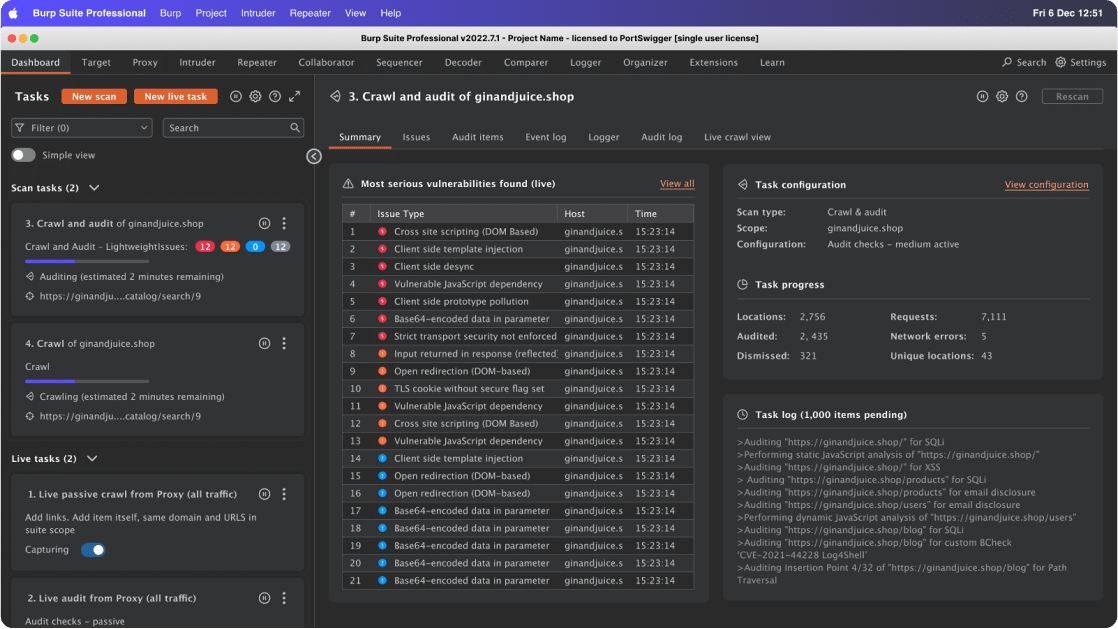 Burp Suite Professional Burp Project Intruder Repeater View Help Fri 6 Dec 12:51
Burp Suite Professional v2022.7.1 - Project Name - licensed to PortSwigger [single user license]
Dashboard Target Proxy Intruder Repeater Collaborator Sequencer Decoder Comparer Logger Organizer Extensions Learn Search Settings
Tasks New scan New live task
Filter (0) Search
Simple view
Scan tasks (2)
3. Crawl and audit of ginandjuice.shop
Crawl and Audit - LightweightIssues: 12 12 0 12
Auditing (estimated 2 minutes remaining)
https://ginandju....catalog/search/9
4. Crawl of ginandjuice.shop
Crawl
Crawling (estimated 2 minutes remaining)
https://ginandju....catalog/search/9
Live tasks (2)
1. Live passive crawl from Proxy (all traffic)
Add links. Add item itself, same domain and URLS in
suite scope
Capturing
2. Live audit from Proxy (all traffic)
Audit checks - passive
3. Crawl and audit of ginandjuice.shop Rescan
Summary Issues Audit items Event log Logger Audit log Live crawl view
Most serious vulnerabilities found (live) View all
# Issue Type Host Time
1 Cross site scripting (DOM Based) ginandjuice.s 15:23:14
2 Client side template injection ginandjuice.s 15:23:14
3 Client side desync ginandjuice.s 15:23:14
4 Vulnerable JavaScript dependency ginandjuice.s 15:23:14
5 Client side prototype pollution ginandjuice.s 15:23:14
6 Base64-encoded data in parameter ginandjuice.s 15:23:14
7 Strict transport security not enforced ginandjuice.s 15:23:14
8 Input returned in response (reflected) ginandjuice.s 15:23:14
9 Open redirection (DOM-based) ginandjuice.s 15:23:14
10 TLS cookie without secure flag set ginandjuice.s 15:23:14
11 Vulnerable JavaScript dependency ginandjuice.s 15:23:14
12 Cross site scripting (DOM Based) ginandjuice.s 15:23:14
13 Vulnerable JavaScript dependency ginandjuice.s 15:23:14
14 Client side template injection ginandjuice.s 15:23:14
15 Open redirection (DOM-based) ginandjuice.s 15:23:14
16 Open redirection (DOM-based) ginandjuice.s 15:23:14
17 Base64-encoded data in parameter ginandjuice.s 15:23:14
18 Base64-encoded data in parameter ginandjuice.s 15:23:14
19 Base64-encoded data in parameter ginandjuice.s 15:23:14
20 Base64-encoded data in parameter ginandjuice.s 15:23:14
21 Base64-encoded data in parameter ginandjuice.s 15:23:14
Task configuration View configuration
Scan type: Crawl & audit
Scope: ginandjuice.shop
Configuration: Audit checks - medium active
Task progress
Locations: 2,756 Requests: 7,111
Audited: 2, 435 Network errors: 5
Dismissed: 321 Unique locations: 43
Task log (1,000 items pending)
>Auditing "https://ginandjuice.shop/" for SQLi
>Performing static JavaScript analysis of "https://ginandjuice.shop/"
>Auditing "https://ginandjuice.shop/" for XSS
> Auditing "https://ginandjuice.shop/products" for SQLi
>Auditing "https://ginandjuice.shop/products" for email disclosure
>Auditing "https://ginandjuice.shop/users" for email disclosure
>Performing dynamic JavaScript analysis of "https://ginandjuice.shop/users"
>Auditing "https://ginandjuice.shop/blog" for SQLi
>Auditing "https://ginandjuice.shop/blog" for custom BCheck
'CVE-2021-44228 Log4Shell'
>Auditing Insertion Point 4/32 of "https://ginandjuice.shop/blog" for Path
Traversal